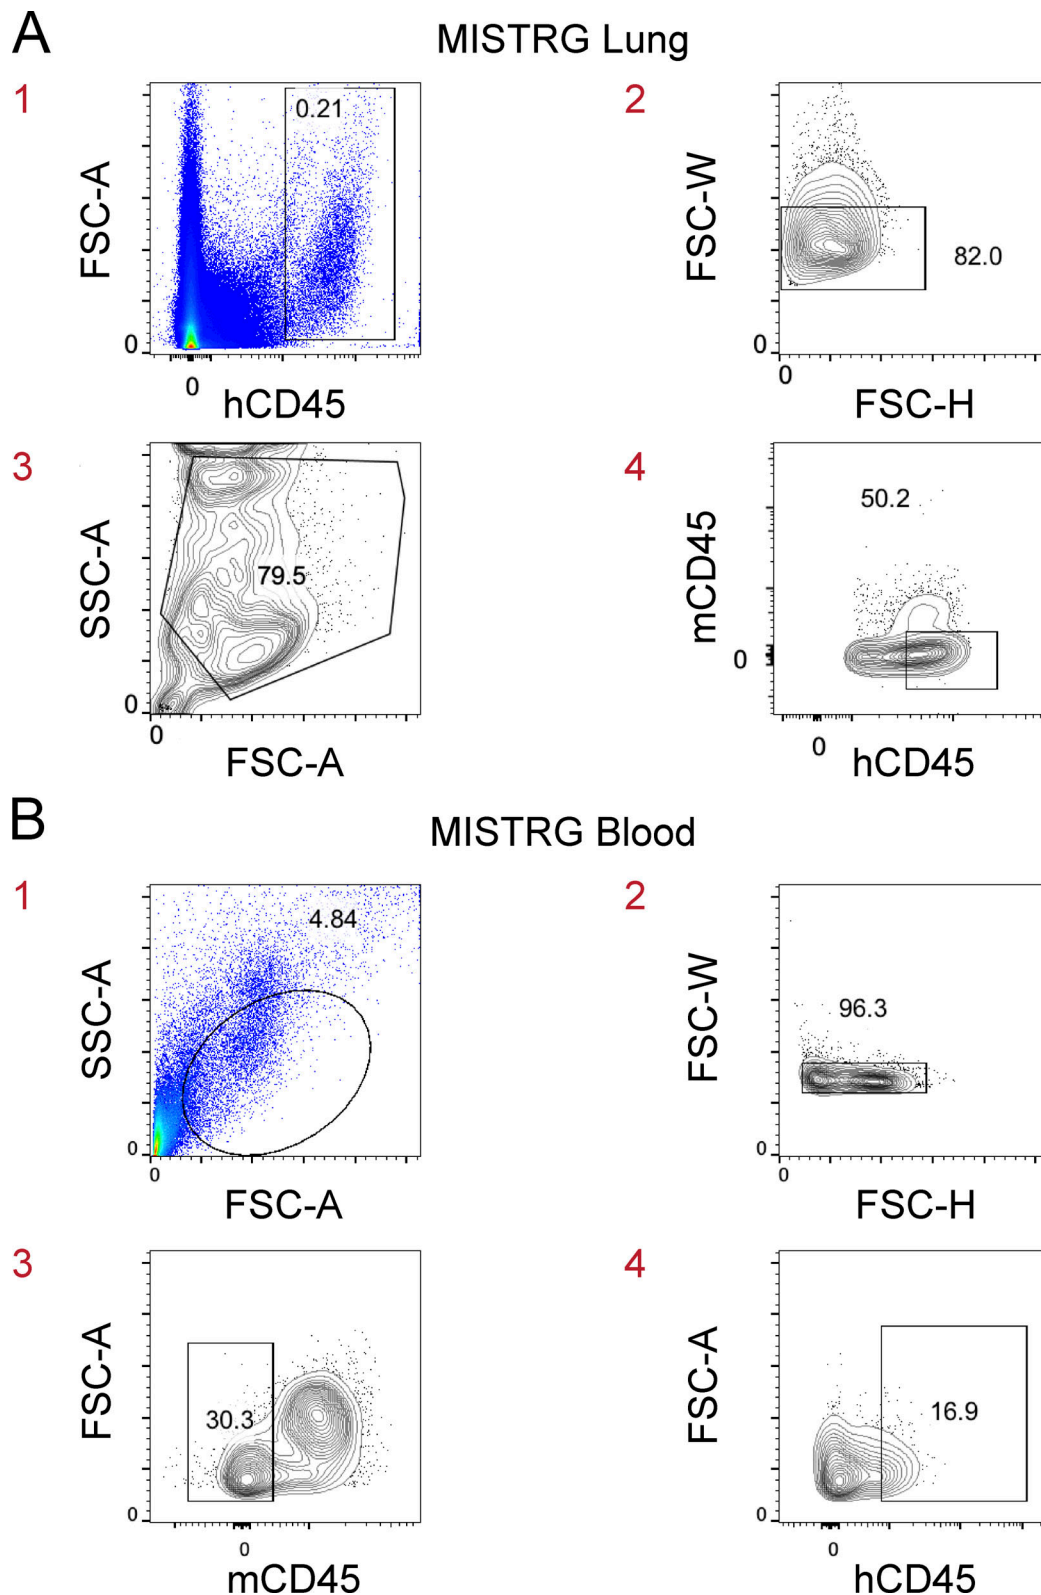 A
MISTRG Lung
1
FSC-A
0.21
0
0
hCD45
2
FSC-W
82.0
0
0
FSC-H
3
SSC-A
79.5
0
0
FSC-A
4
mCD45
50.2
0
0
hCD45
B
MISTRG Blood
1
SSC-A
4.84
0
0
FSC-A
2
FSC-W
96.3
0
0
FSC-H
3
FSC-A
30.3
0
0
mCD45
4
FSC-A
16.9
0
0
hCD45